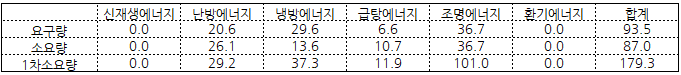 신재생에너지 난방에너지 냉방에너지 급탕에너지 조명에너지 환기에너지 합계
요구량 0.0 20.6 29.6 6.6 36.7 0.0 93.5
소요량 0.0 26.1 13.6 10.7 36.7 0.0 87.0
1차소요량 0.0 29.2 37.3 11.9 101.0 0.0 179.3